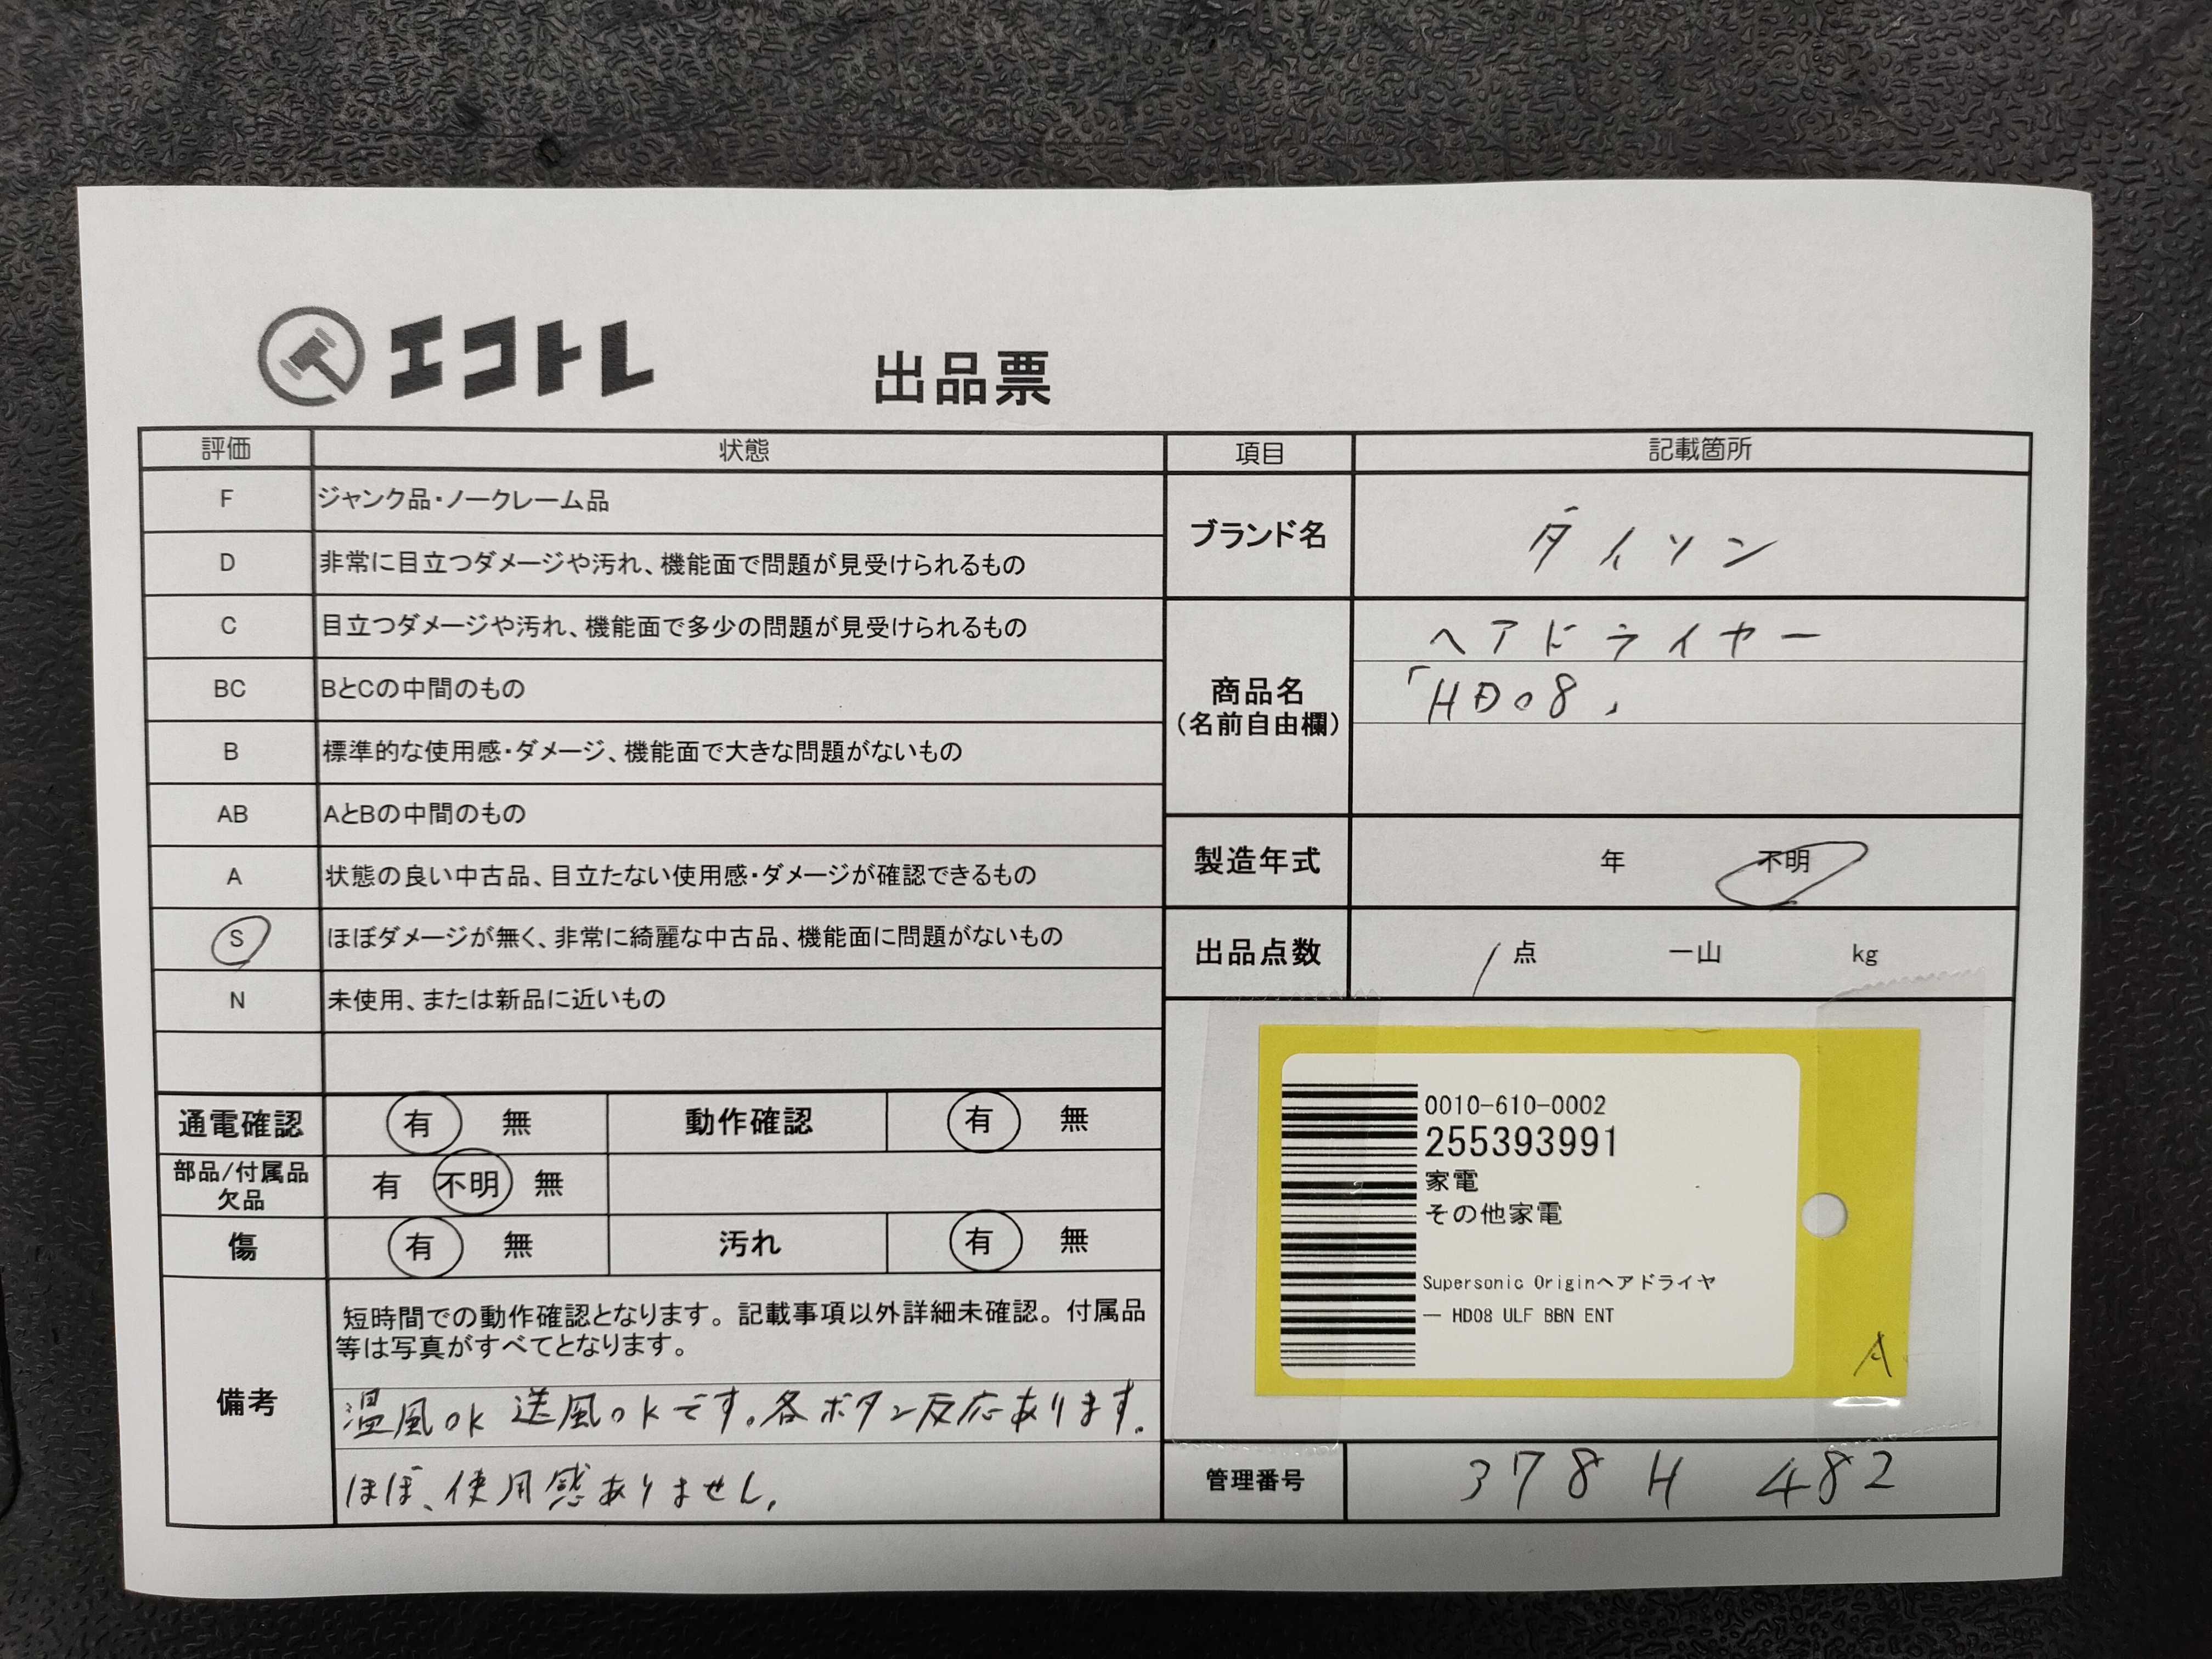 エコトレ
出品票
評価 状態
F ジャンク品・ノークレーム品
D 非常に目立つダメージや汚れ、機能面で問題が見受けられるもの
C 目立つダメージや汚れ、機能面で多少の問題が見受けられるもの
BC BとCの中間のもの
B 標準的な使用感・ダメージ、機能面で大きな問題がないもの
AB AとBの中間のもの
A 状態の良い中古品、目立たない使用感・ダメージが確認できるもの
S ほぼダメージが無く、非常に綺麗な中古品、機能面に問題がないもの
N 未使用、または新品に近いもの
通電確認 有 無 動作確認 有 無
部品/付属品
欠品
有 不明 無
傷 有 無 汚れ 有 無
備考
短時間での動作確認となります。記載事項以外詳細未確認。付属品
等は写真がすべてとなります。
温風ok 送風okです。各ボタン反応あります。
ほぼ、使用感ありません。
項目 記載箇所
ブランド名 ダイソン
商品名
(名前自由欄)
ヘアドライヤー
「HD08」
製造年式 年 不明
出品点数 1 点 一山 kg
0010-610-0002
255393991
家電
その他家電
Supersonic Originヘアドライヤ
ー HD08 ULF BBN ENT
A
管理番号 378 H 482